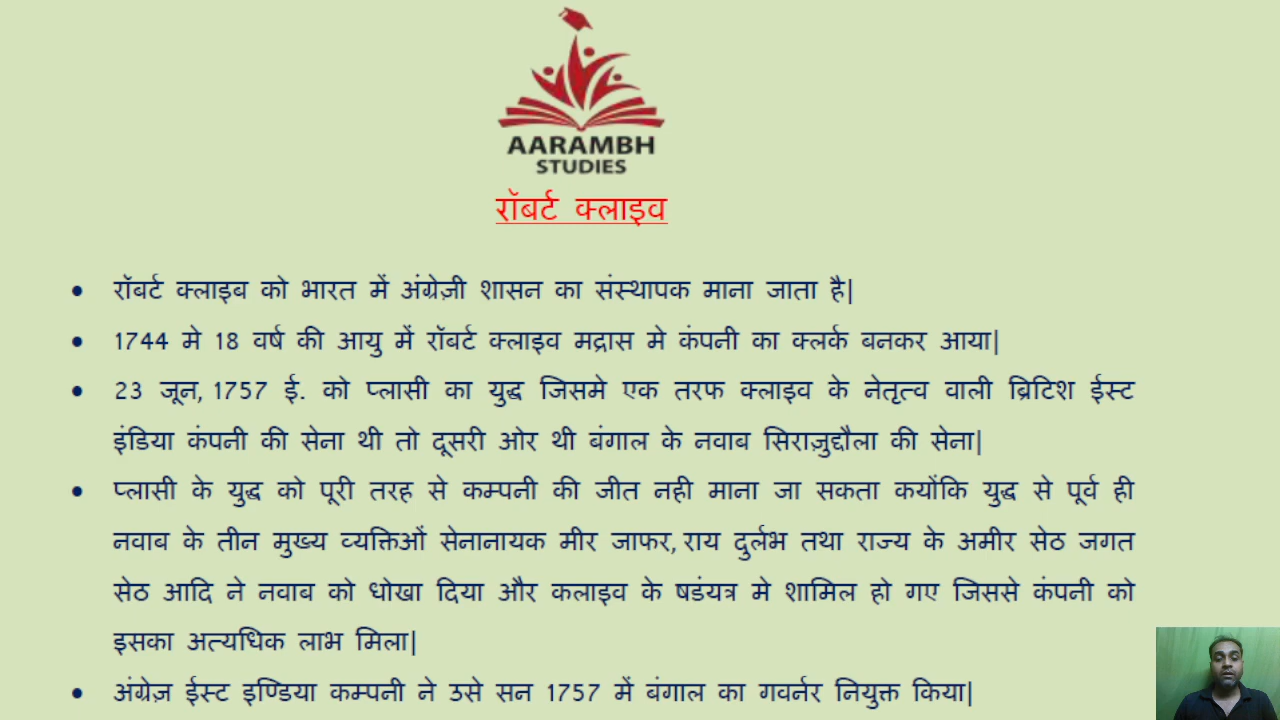 AARAMBH
STUDIES
रॉबर्ट क्लाइव
• रॉबर्ट क्लाइब को भारत में अंग्रेज़ी शासन का संस्थापक माना जाता है|
• 1744 मे 18 वर्ष की आयु में रॉबर्ट क्लाइव मद्रास मे कंपनी का क्लर्क बनकर आया|
• 23 जून, 1757 ई. को प्लासी का युद्ध जिसमे एक तरफ क्लाइव के नेतृत्व वाली ब्रिटिश ईस्ट
इंडिया कंपनी की सेना थी तो दूसरी ओर थी बंगाल के नवाब सिराज़ुद्दौला की सेना|
• प्लासी के युद्ध को पूरी तरह से कम्पनी की जीत नही माना जा सकता कयोंकि युद्ध से पूर्व ही
नवाब के तीन मुख्य व्यक्तिओं सेनानायक मीर जाफर, राय दुर्लभ तथा राज्य के अमीर सेठ जगत
सेठ आदि ने नवाब को धोखा दिया और कलाइव के षडंयत्र मे शामिल हो गए जिससे कंपनी को
इसका अत्यधिक लाभ मिला|
• अंग्रेज़ ईस्ट इण्डिया कम्पनी ने उसे सन 1757 में बंगाल का गवर्नर नियुक्त किया|